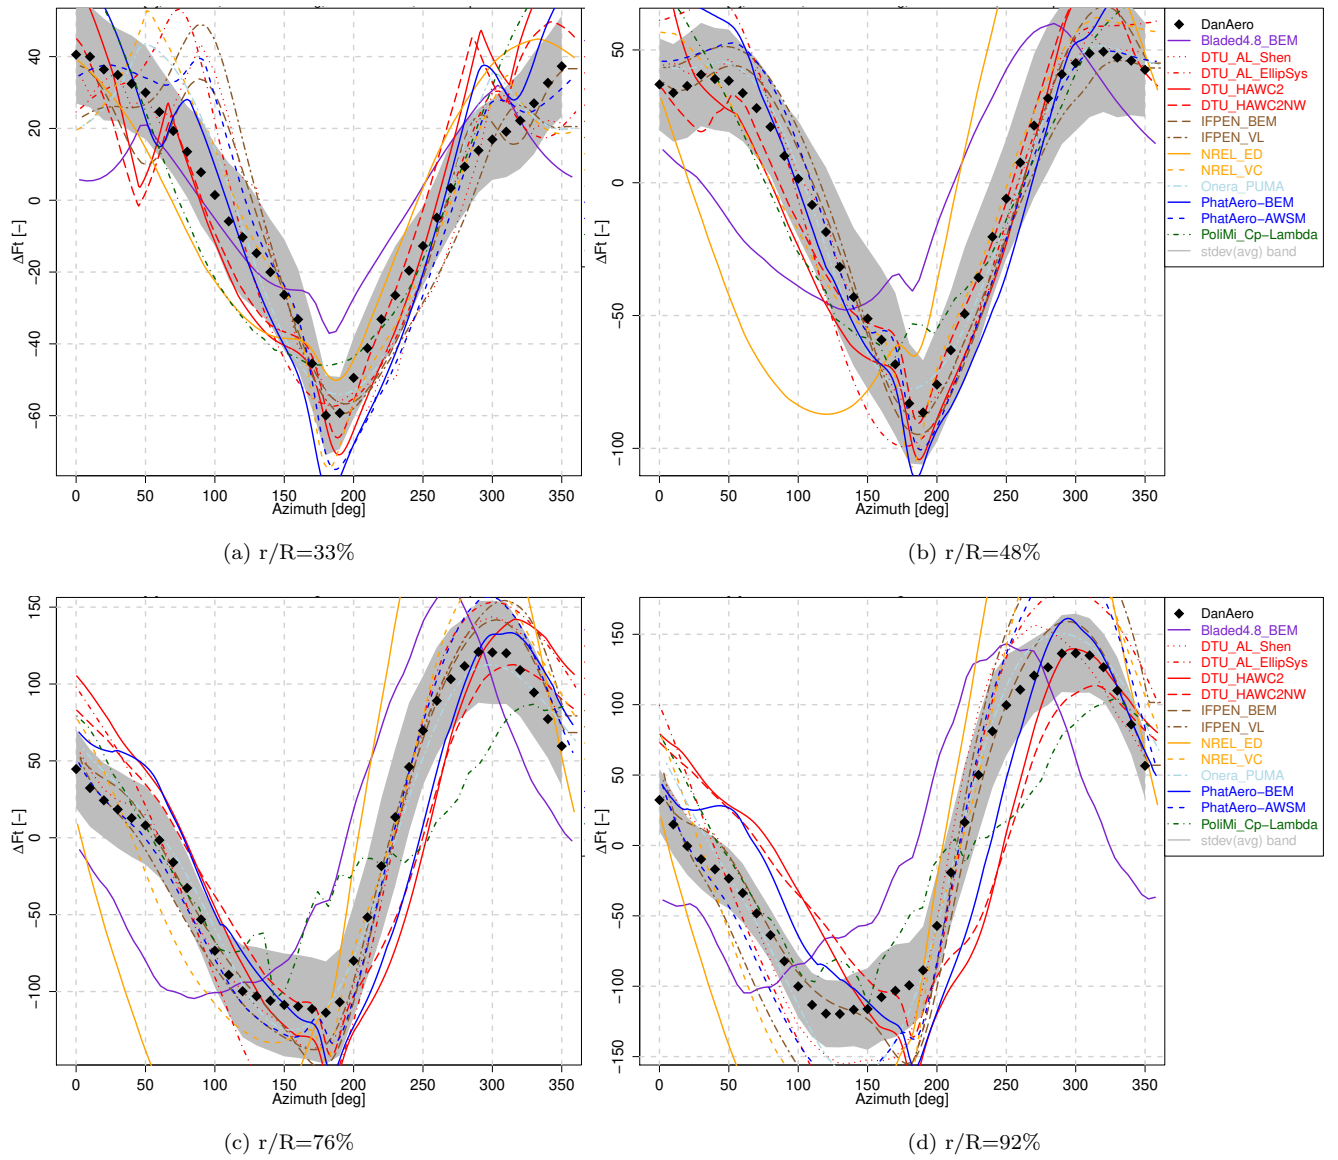 40
20
0
−20
−40
−60
ΔFt [−]
0 50 100 150 200 250 300 350
Azimuth [deg]
(a) r/R=33%
50
0
−50
−100
ΔFt [−]
0 50 100 150 200 250 300 350
Azimuth [deg]
(b) r/R=48%
DanAero
Bladed4.8_BEM
DTU_AL_Shen
DTU_AL_EllipSys
DTU_HAWC2
DTU_HAWC2NW
IFPEN_BEM
IFPEN_VL
NREL_ED
NREL_VC
Onera_PUMA
PhatAero−BEM
PhatAero−AWSM
PoliMi_Cp−Lambda
stdev(avg) band
150
100
50
0
−50
−100
ΔFt [−]
0 50 100 150 200 250 300 350
Azimuth [deg]
(c) r/R=76%
150
100
50
0
−50
−100
−150
ΔFt [−]
0 50 100 150 200 250 300 350
Azimuth [deg]
(d) r/R=92%
DanAero
Bladed4.8_BEM
DTU_AL_Shen
DTU_AL_EllipSys
DTU_HAWC2
DTU_HAWC2NW
IFPEN_BEM
IFPEN_VL
NREL_ED
NREL_VC
Onera_PUMA
PhatAero−BEM
PhatAero−AWSM
PoliMi_Cp−Lambda
stdev(avg) band